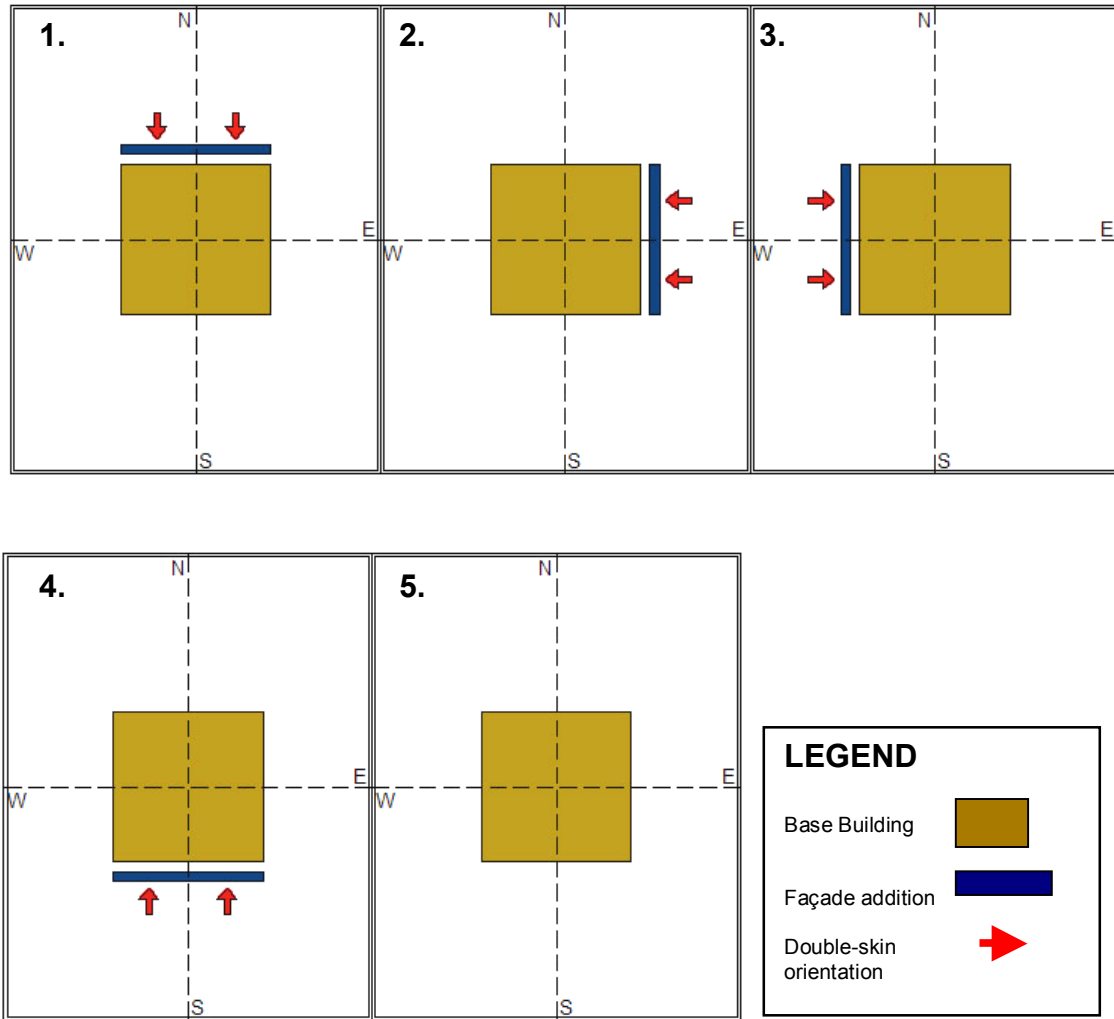 1.
N
W
E
S
2.
N
W
E
S
3.
N
W
E
S
4.
N
W
E
S
5.
N
W
E
S
LEGEND
Base Building
Façade addition
Double-skin
orientation